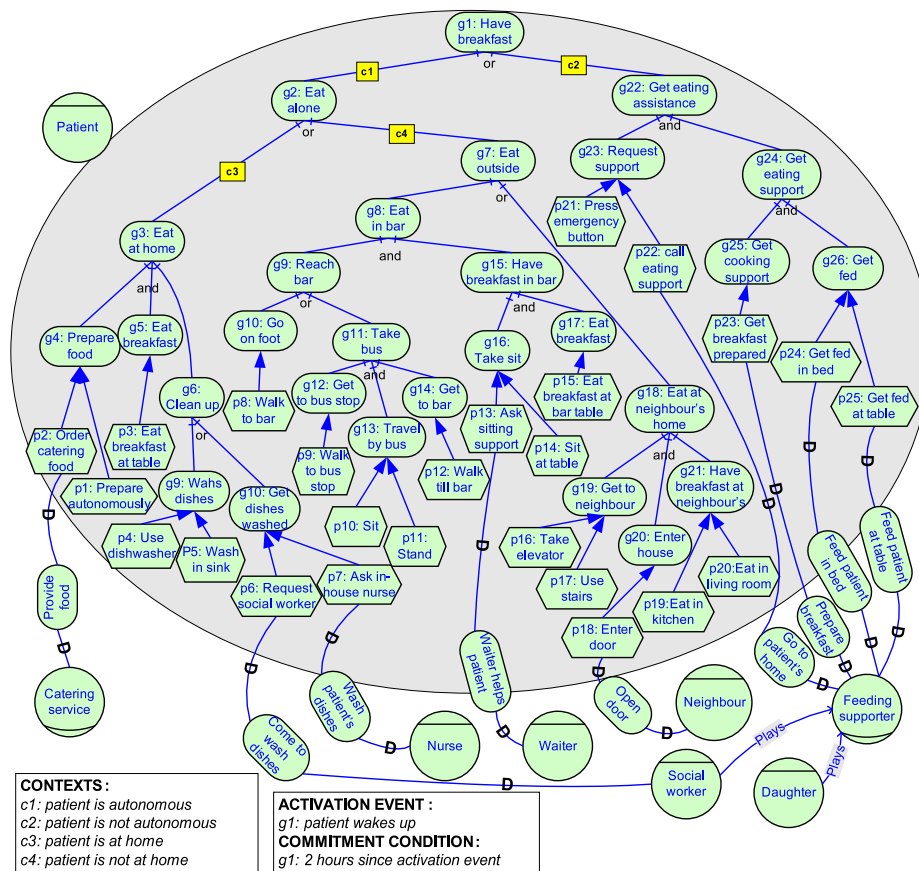 g1: Have
breakfast
or
c1
c2
g2: Eat
alone
or
g22: Get eating
assistance
and
Patient
c4
c3
g7: Eat
outside
or
g23: Request
support
g24: Get
eating
support
and
p21: Press
emergency
button
g8: Eat
in bar
and
g3: Eat
at home
and
p22: call
eating
support
g25: Get
cooking
support
g26: Get
fed
g9: Reach
bar
or
g15: Have
breakfast in bar
and
g10: Go
on foot
g11: Take
bus
and
g16:
Take sit
g17: Eat
breakfast
g4: Prepare
food
g5: Eat
breakfast
p23: Get
breakfast
prepared
p24: Get fed
in bed
g6:
Clean up
or
g12: Get
to bus stop
g14: Get
to bar
p8: Walk
to bar
p15: Eat
breakfast at
bar table
g18: Eat at
neighbour's
home
and
p25: Get fed
at table
p2: Order
catering
food
p3: Eat
breakfast
at table
p13: Ask
sitting
support
g13: Travel
by bus
p9: Walk
to bus
stop
p14: Sit
at table
p12: Walk
till bar
p1: Prepare
autonomously
g9: Wahs
dishes
g10: Get
dishes
washed
g19: Get to
neighbour
g21: Have
breakfast at
neighbour's
p10: Sit
p11:
Stand
p4: Use
dishwasher
P5: Wash
in sink
p16: Take
elevator
g20: Enter
house
p20:Eat in
living room
p6: Request
social worker
p7: Ask in-
house nurse
p17: Use
stairs
p19:Eat in
kitchen
p18: Enter
door
D
D
D
D
D
D
D
D
D
Provide
food
Feed patient
at table
Feed patient
in bed
Prepare
breakfast
Go to
patient's
home
Waiter helps
patient
Wash
patient's
dishes
Open
door
Come to
wash
dishes
D
D
D
D
D
D
D
D
D
Catering
service
Nurse
Waiter
Neighbour
Feeding
supporter
Social
worker
Daughter
Plays
Plays
CONTEXTS :
c1: patient is autonomous
c2: patient is not autonomous
c3: patient is at home
c4: patient is not at home
ACTIVATION EVENT :
g1: patient wakes up
COMMITMENT CONDITION :
g1: 2 hours since activation event